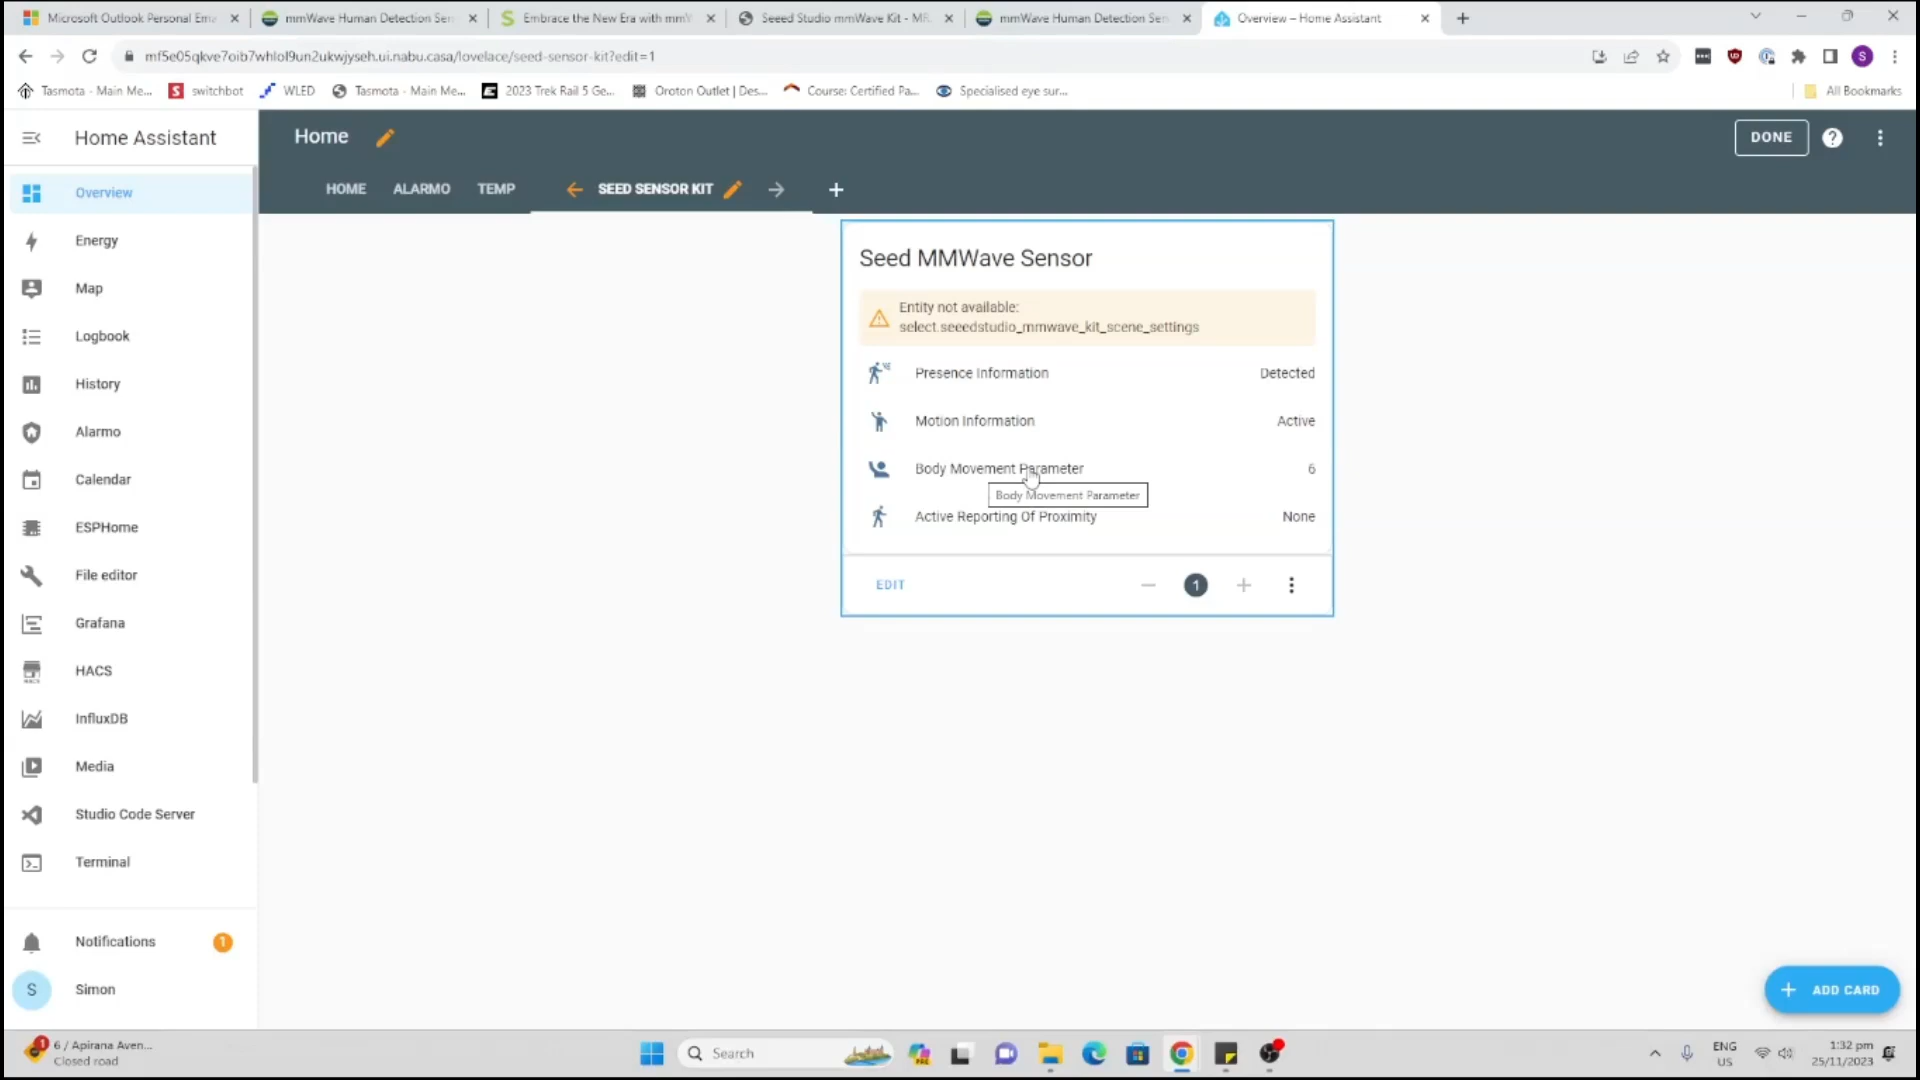 Microsoft Outlook Personal Ema
mmWave Human Detection Sen
Embrace the New Era with mmW
Seeed Studio mmWave Kit - MR
mmWave Human Detection Sen
Overview – Home Assistant
mf5e05qkve7oib7whlol9un2ukwjyseh.ui.nabu.casa/lovelace/seed-sensor-kit?edit=1
S
Tasmota - Main Me...
switchbot
WLED
Tasmota - Main Me...
2023 Trek Rail 5 Ge...
Oroton Outlet | Des...
Course: Certified Pa...
Specialised eye sur...
All Bookmarks
Home Assistant
Home
DONE
HOME
ALARMO
TEMP
SEED SENSOR KIT
Overview
Energy
Map
Logbook
History
Alarmo
Calendar
ESPHome
File editor
Grafana
HACS
InfluxDB
Media
Studio Code Server
Terminal
Notifications
1
S
Simon
Seed MMWave Sensor
Entity not available:
select.seeedstudio_mmwave_kit_scene_settings
Presence Information
Detected
Motion Information
Active
Body Movement Parameter
6
Body Movement Parameter
Active Reporting Of Proximity
None
EDIT
1
ADD CARD
6 / Apirana Aven...
Closed road
Search
ENG
US
1:32 pm
25/11/2023